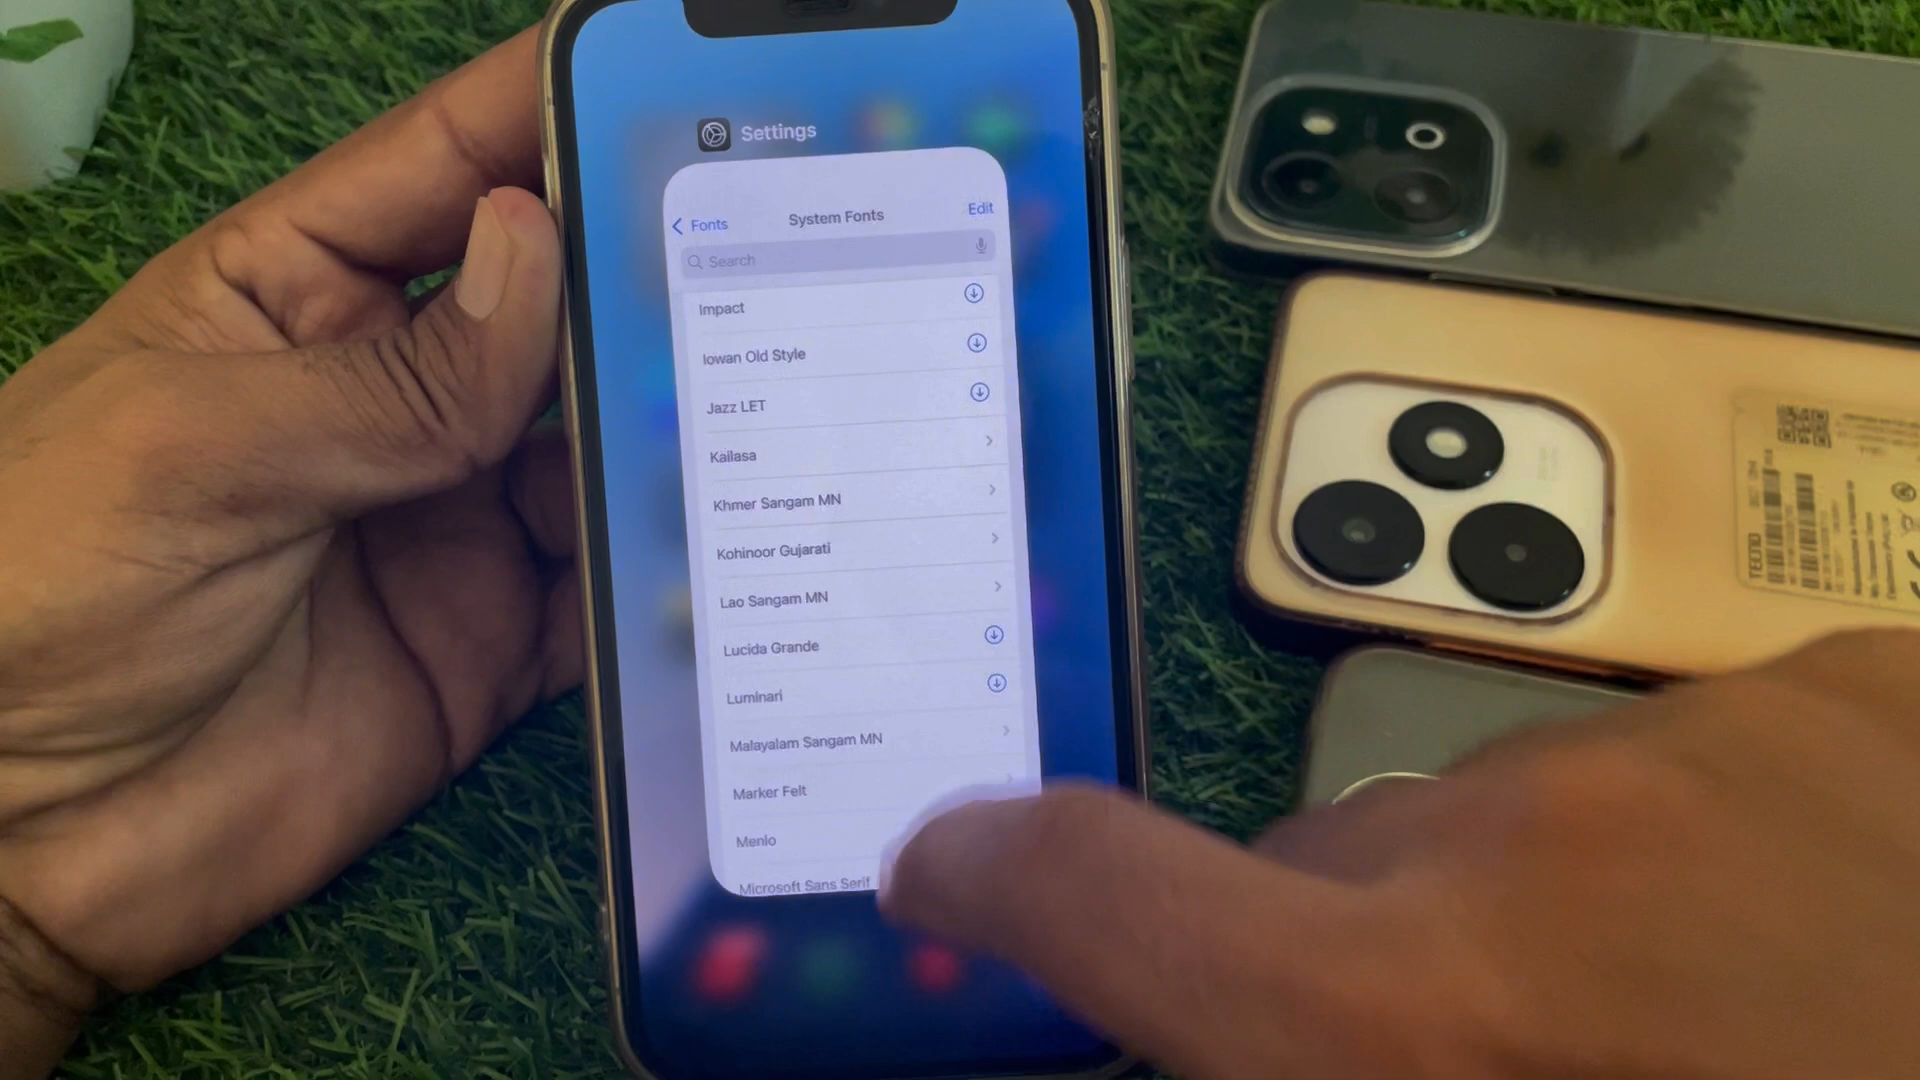 Settings
Fonts
System Fonts
Edit
Search
Impact
Iowan Old Style
Jazz LET
Kailasa
Khmer Sangam MN
Kohinoor Gujarati
Lao Sangam MN
Lucida Grande
Luminari
Malayalam Sangam MN
Marker Felt
Menlo
Microsoft Sans Serif
TECNO